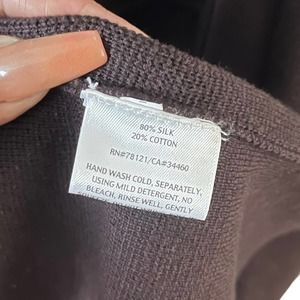 80% SILK
20% COTTON
RN#78121/CA#34460
HAND WASH COLD, SEPARATELY,
USING MILD DETERGENT, NO
BLEACH, RINSE WELL, GENTLY